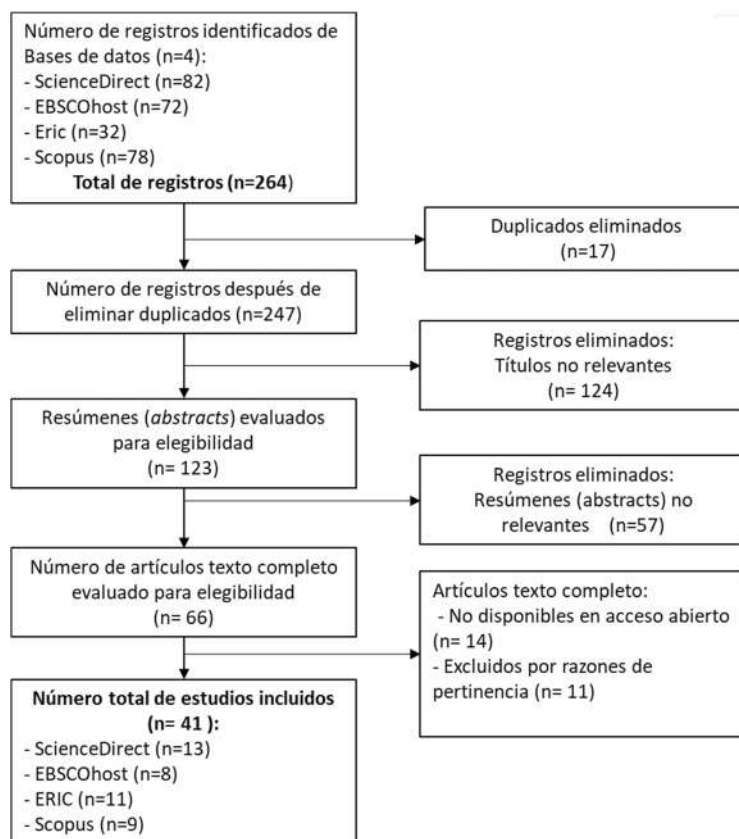 Número de registros identificados de
Bases de datos (n=4):
- ScienceDirect (n=82)
- EBSCOhost (n=72)
- Eric (n=32)
- Scopus (n=78)
Total de registros (n=264)
Duplicados eliminados
(n=17)
Número de registros después de
eliminar duplicados (n=247)
Registros eliminados:
Títulos no relevantes
(n= 124)
Resúmenes (abstracts) evaluados
para elegibilidad
(n= 123)
Registros eliminados:
Resúmenes (abstracts) no
relevantes (n=57)
Número de artículos texto completo
evaluado para elegibilidad
(n= 66)
Artículos texto completo:
- No disponibles en acceso abierto
(n= 14)
- Excluidos por razones de
pertinencia (n= 11)
Número total de estudios incluidos
(n= 41 ):
- ScienceDirect (n=13)
- EBSCOhost (n=8)
- ERIC (n=11)
- Scopus (n=9)